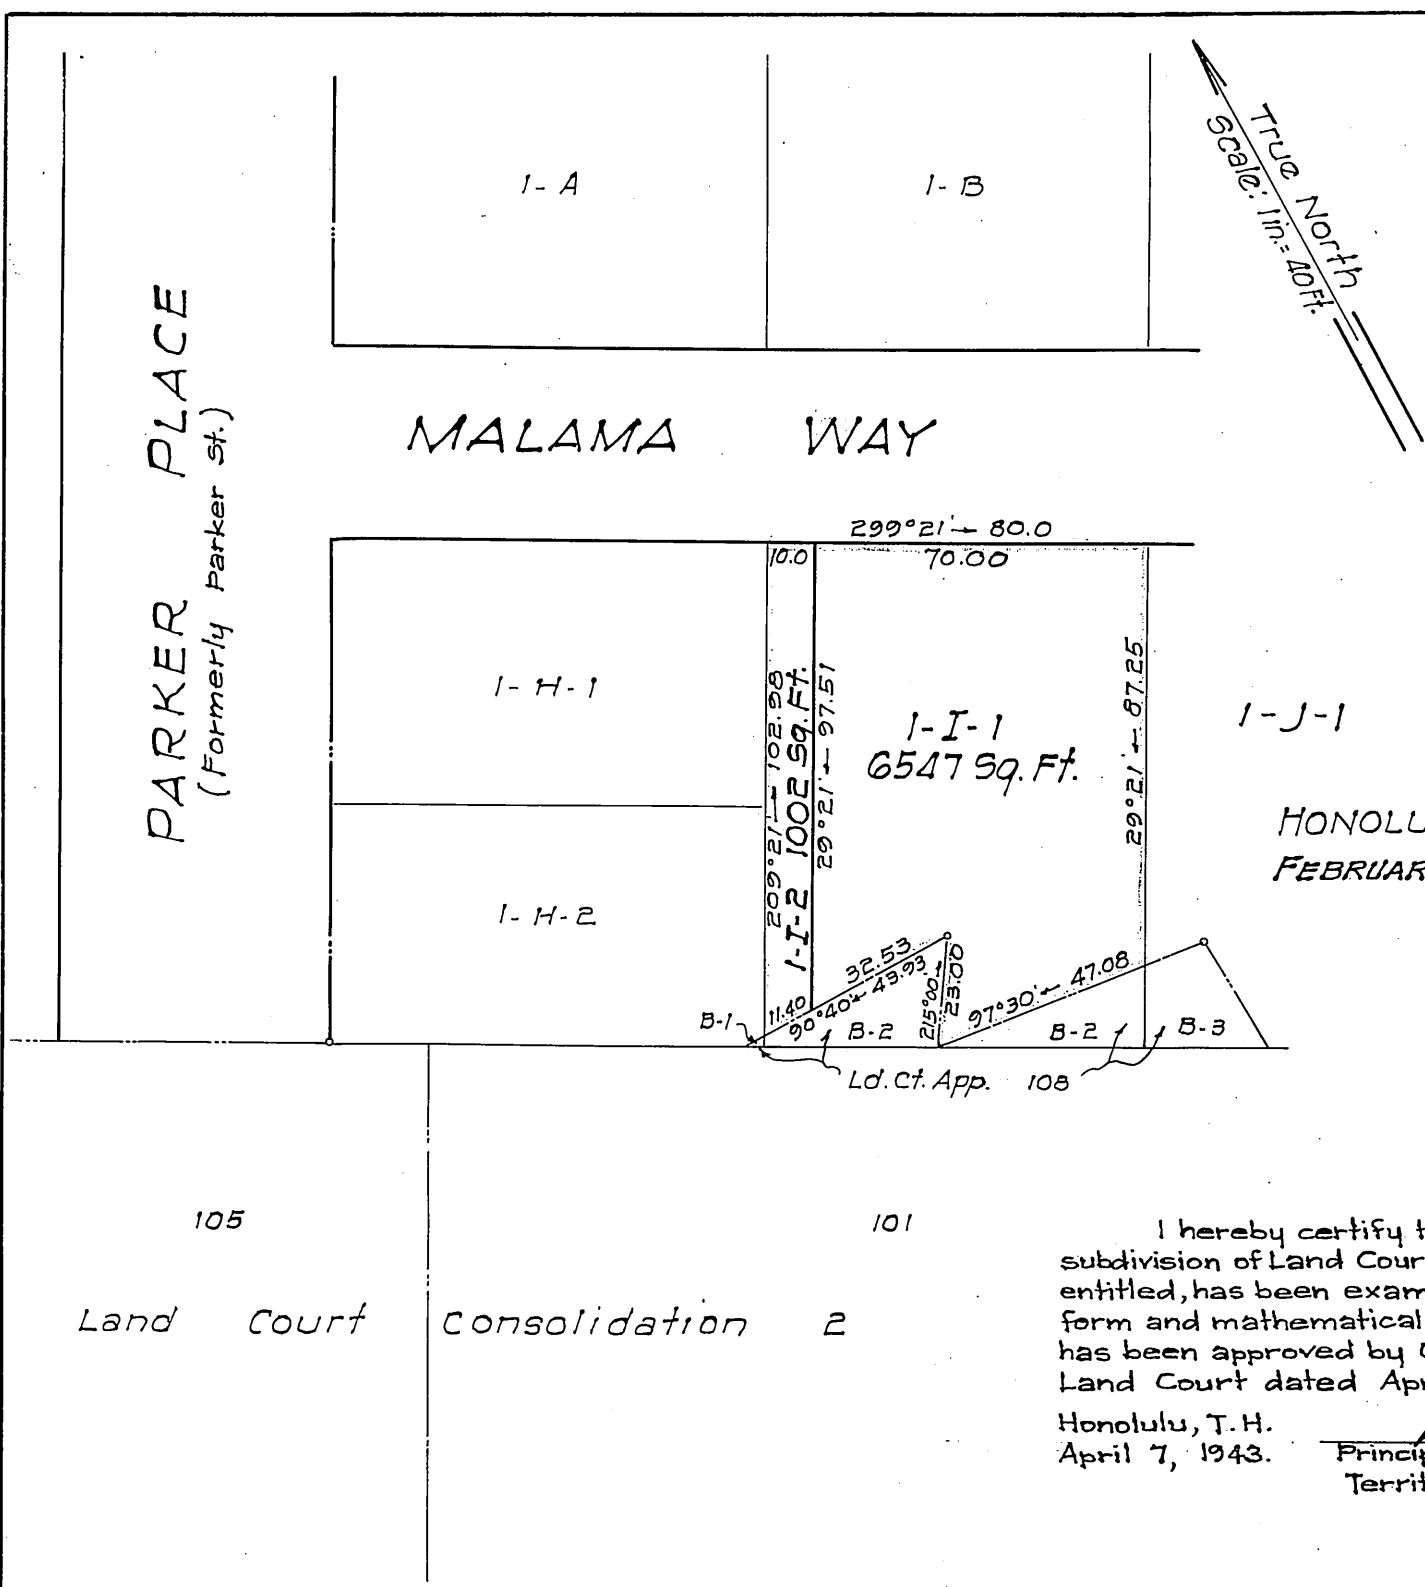 1-A
1-B
True North
Scale: 1in.=40Ft.
PARKER PLACE
(Formerly Parker St.)
MALAMA WAY
299°21' 80.0
10.0
70.00
1-H-1
1-H-2
209°21' 102.98
1-I-2 1002 Sq.Ft.
29°21' 97.51
1-I-1
6547 Sq.Ft.
29°21' 87.25
1-J-1
HONOLU
FEBRUAR
32.53
11.40
90°40' 43.93
215°00'
23.00
97°30' 47.08
B-1
B-2
B-2
B-3
Ld.Ct.App. 108
105
101
Land Court Consolidation 2
I hereby certify t
subdivision of Land Cour
entitled, has been exam
form and mathematical
has been approved by
Land Court dated Apr
Honolulu, T.H.
April 7, 1943.
Princip
Territ